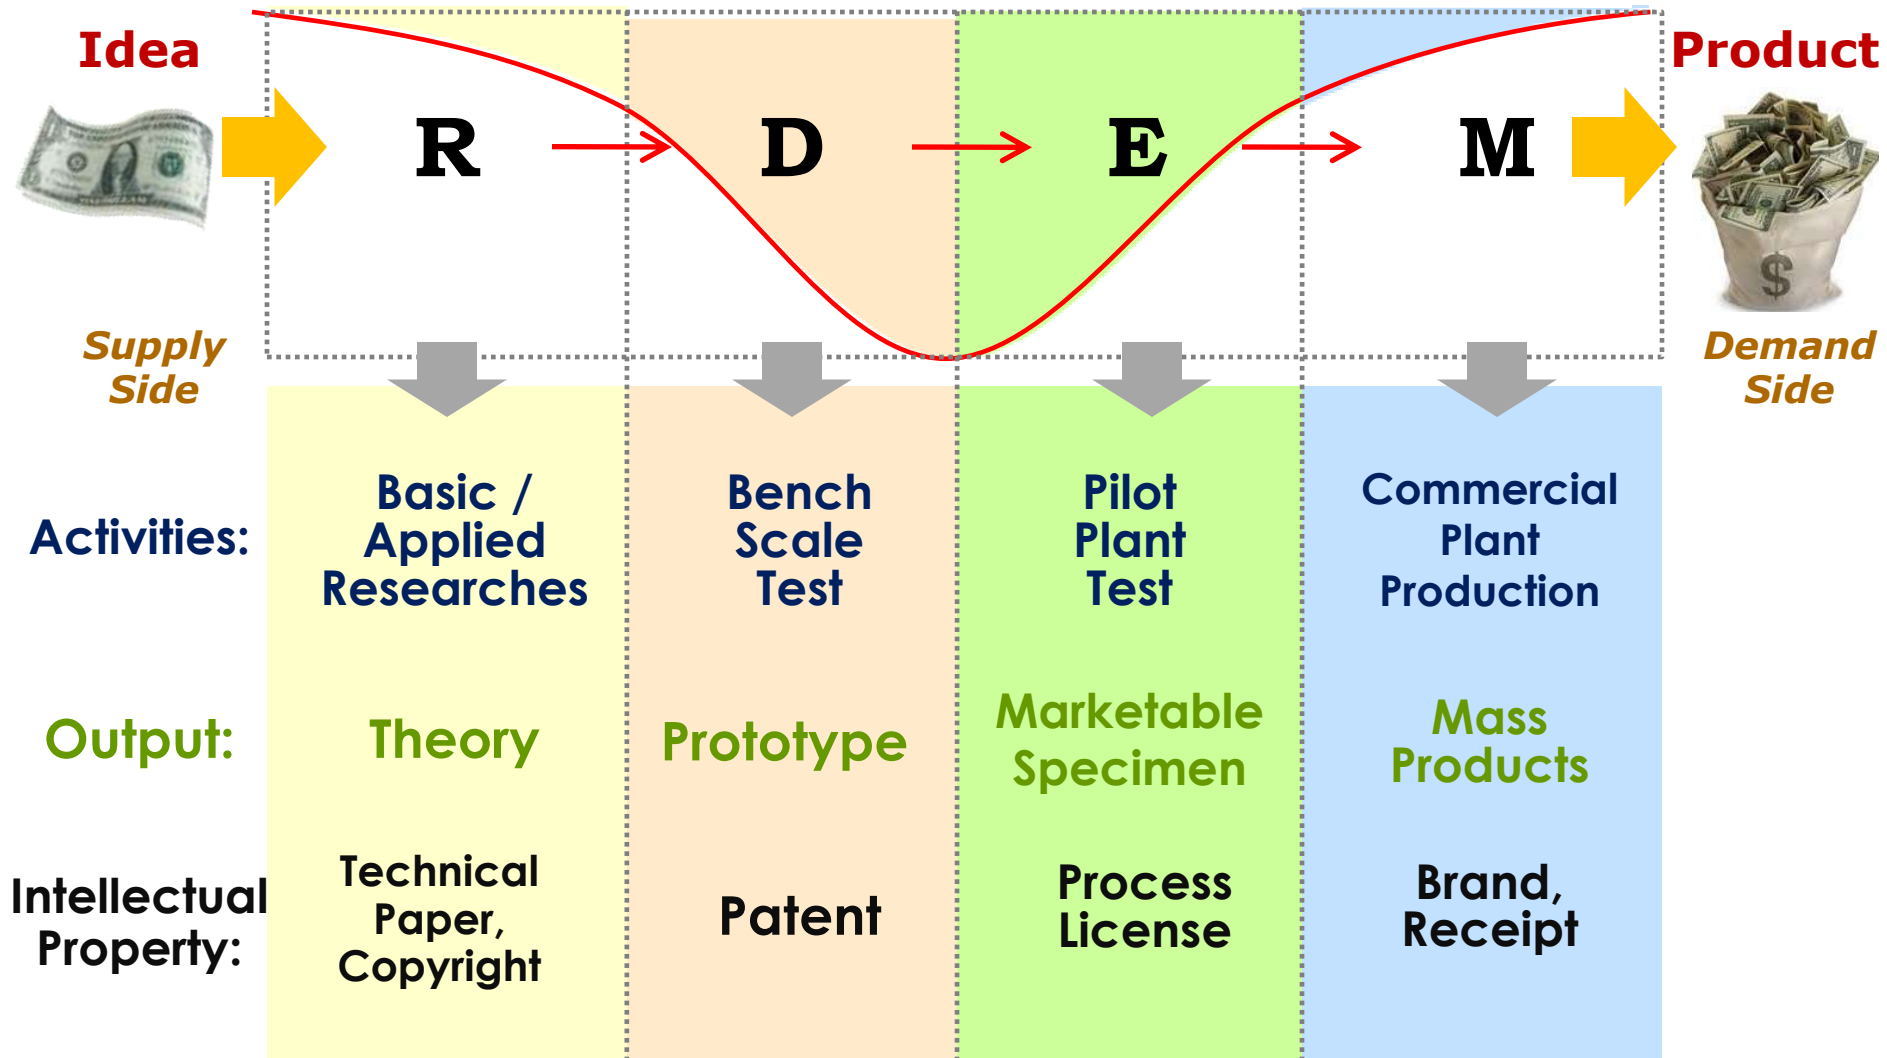 Idea
Product
R
D
E
M
$
Supply
Side
Demand
Side
Activities:
Basic /
Applied
Researches
Bench
Scale
Test
Pilot
Plant
Test
Commercial
Plant
Production
Output:
Theory
Prototype
Marketable
Specimen
Mass
Products
Intellectual
Property:
Technical
Paper,
Copyright
Patent
Process
License
Brand,
Receipt